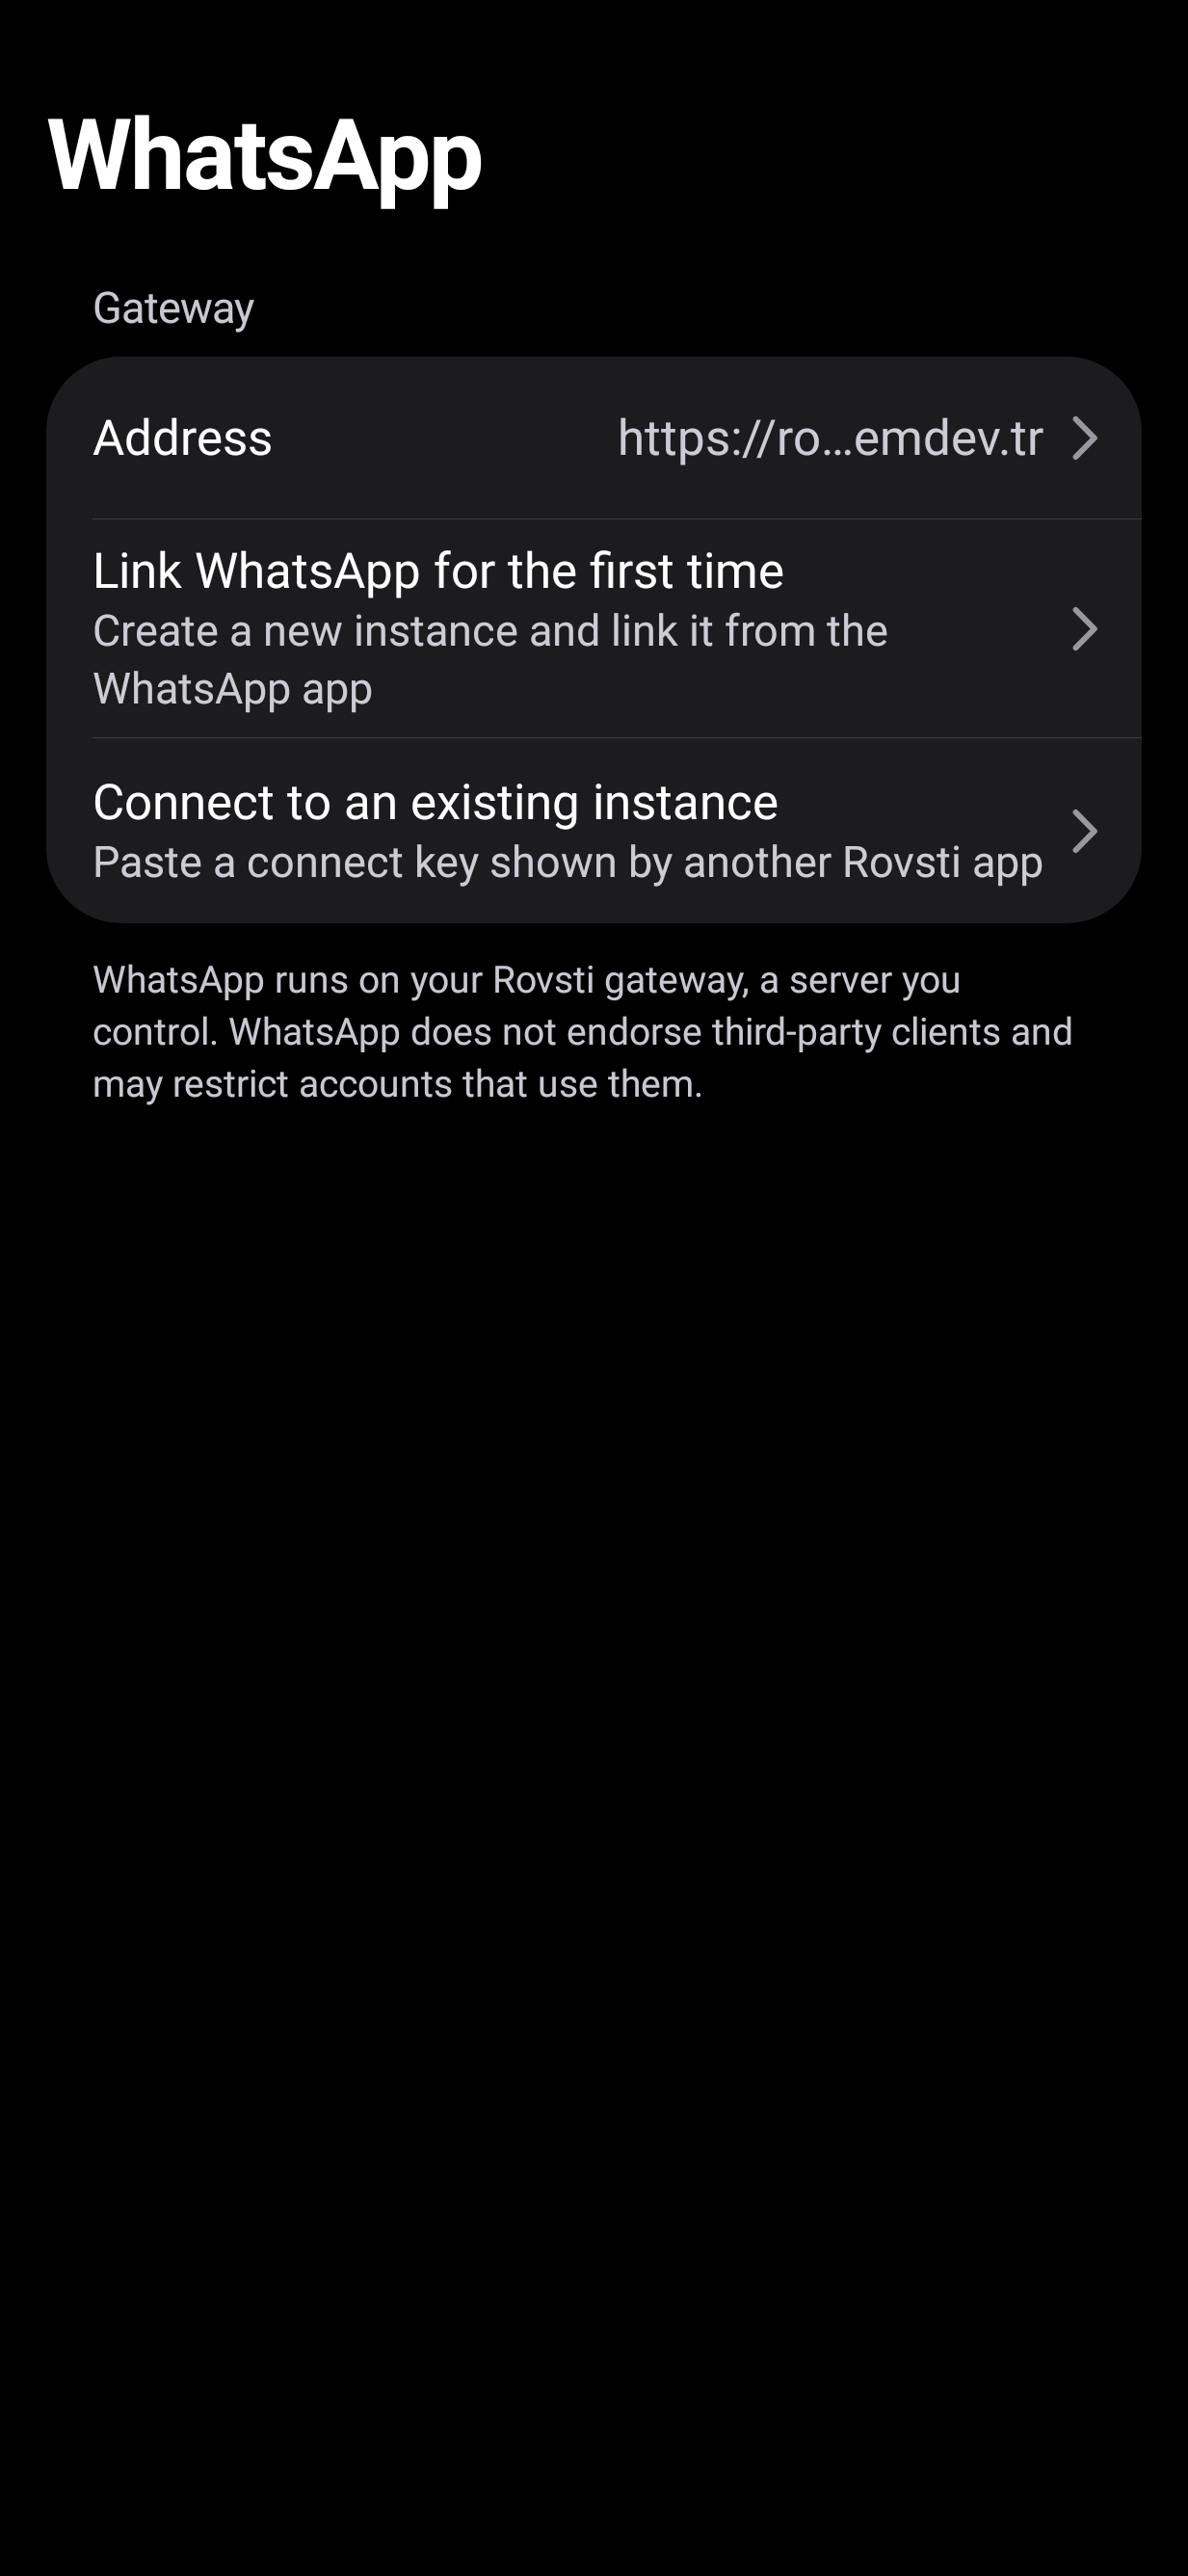 WhatsApp
Gateway
Address
https://ro...emdev.tr
Link WhatsApp for the first time
Create a new instance and link it from the
WhatsApp app
Connect to an existing instance
Paste a connect key shown by another Rovsti app
WhatsApp runs on your Rovsti gateway, a server you
control. WhatsApp does not endorse third-party clients and
may restrict accounts that use them.